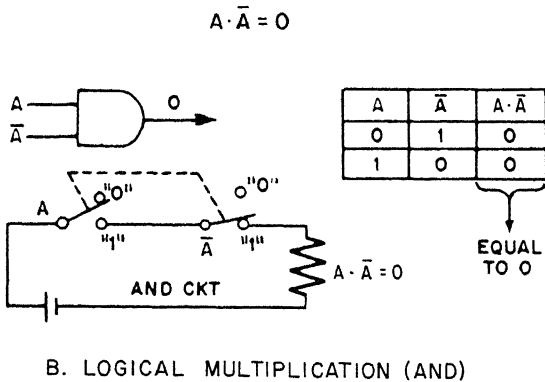 A · Ā = 0
A
Ā
0
A Ā A · Ā
0 1 0
1 0 0
EQUAL
TO 0
A
"0"
"1"
Ā
"0"
"1"
A · Ā = 0
AND CKT
B. LOGICAL MULTIPLICATION (AND)